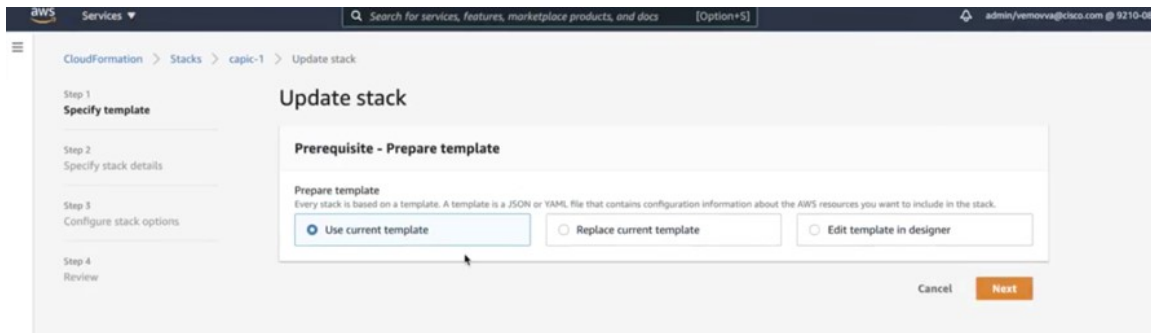 aws Services ▼ Search for services, features, marketplace products, and docs [Option+S] admin/vemovva@cisco.com @ 9210-08
CloudFormation > Stacks > capic-1 > Update stack
Step 1
Specify template
Step 2
Specify stack details
Step 3
Configure stack options
Step 4
Review
Update stack
Prerequisite - Prepare template
Prepare template
Every stack is based on a template. A template is a JSON or YAML file that contains configuration information about the AWS resources you want to include in the stack.
Use current template Replace current template Edit template in designer
Cancel Next